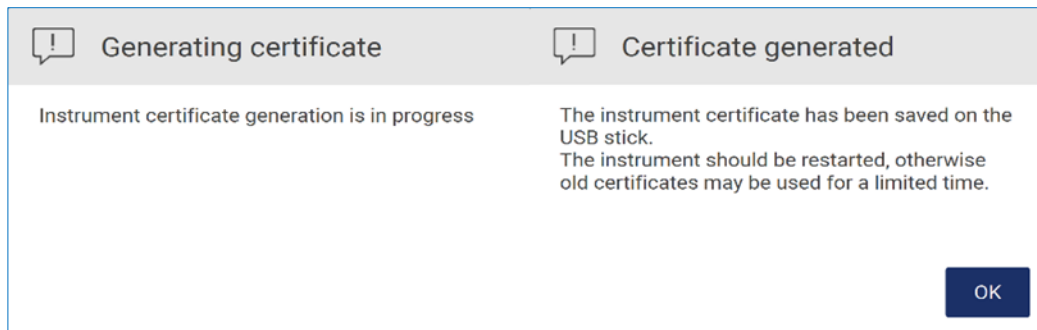 Generating certificate
Instrument certificate generation is in progress
Certificate generated
The instrument certificate has been saved on the
USB stick.
The instrument should be restarted, otherwise
old certificates may be used for a limited time.
OK